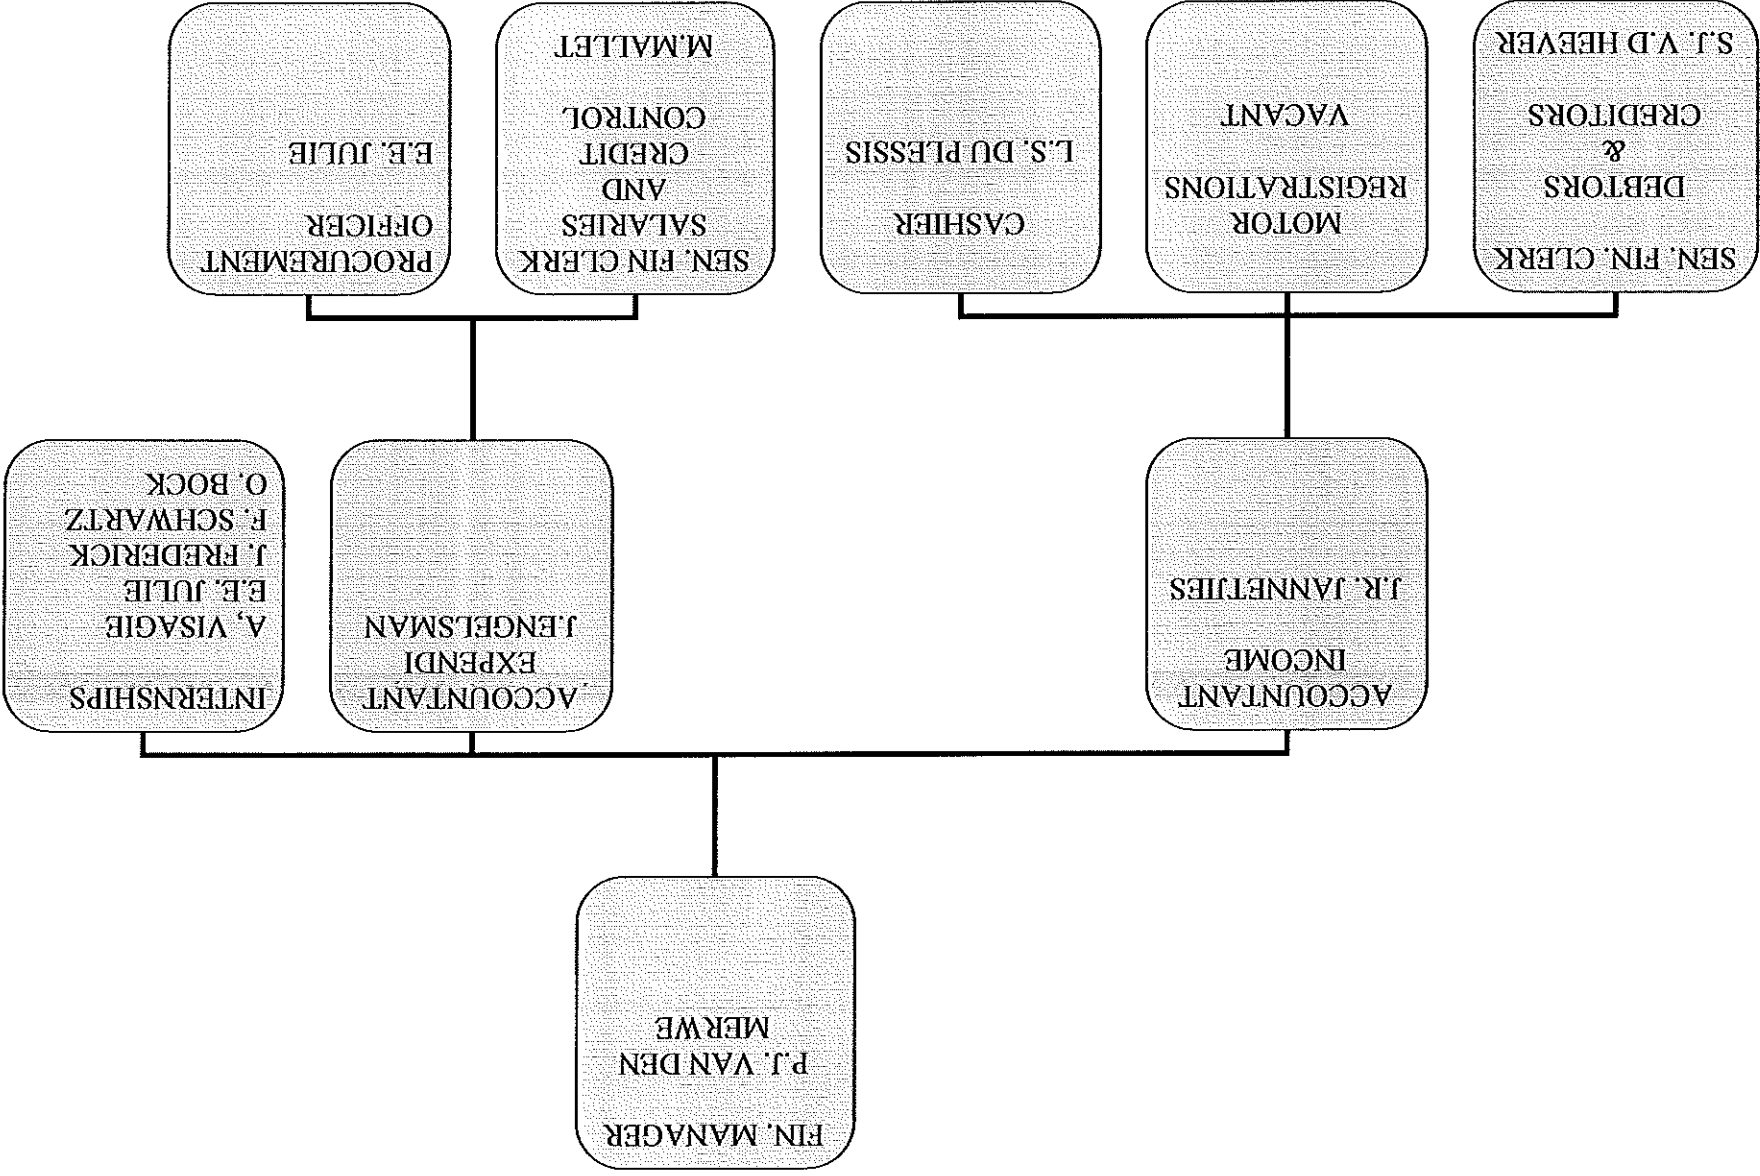 FIN. MANAGER
P.J. VAN DEN
MERWE
ACCOUNTANT
INCOME
J.R. JANNETJIES
ACCOUNTANT
EXPENDI
J.ENGELSMAN
INTERNSHIPS
A, VISAGIE
E.E. JULIE
J. FREDERICK
F. SCHWARTZ
O. BOCK
SEN. FIN. CLERK
DEBTORS
&
CREDITORS
S.J. V.D HEEVER
MOTOR
REGISTRATIONS
VACANT
CASHIER
L.S. DU PLESSIS
SEN. FIN CLERK
SALARIES
AND
CREDIT
CONTROL
M.MALLET
PROCUREMENT
OFFICER
E.E. JULIE